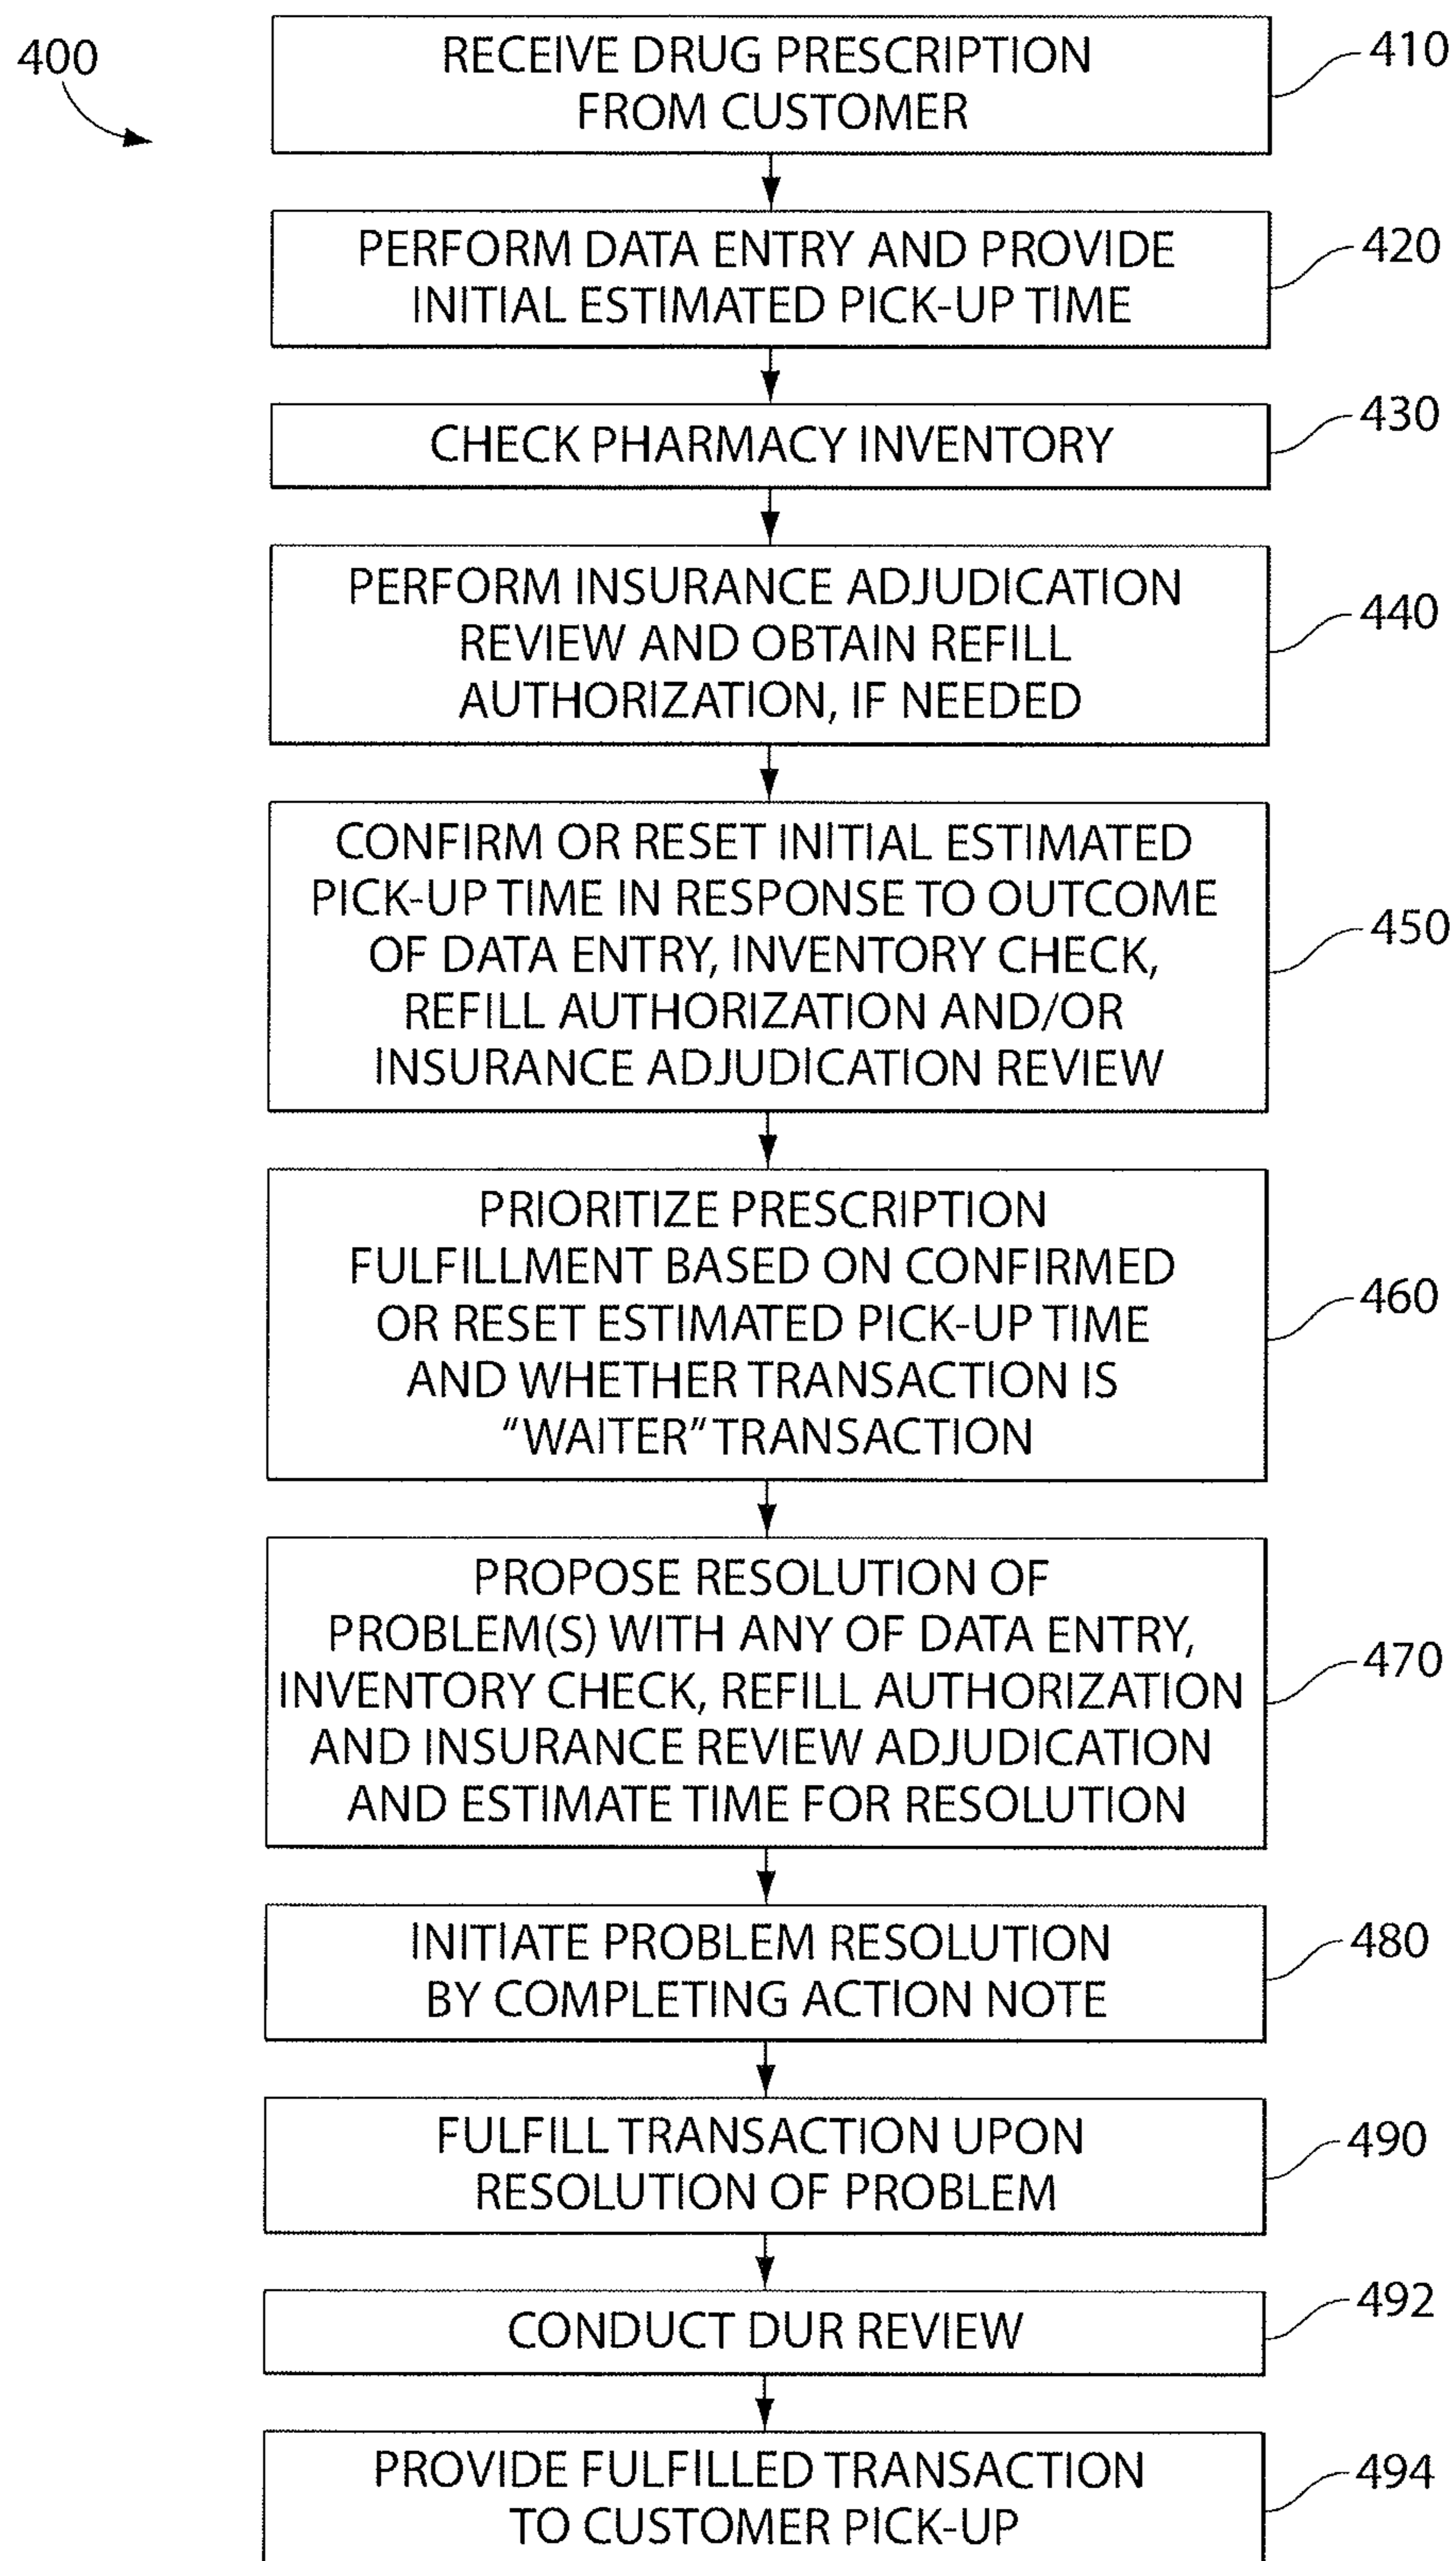 400
RECEIVE DRUG PRESCRIPTION
FROM CUSTOMER
410
PERFORM DATA ENTRY AND PROVIDE
INITIAL ESTIMATED PICK-UP TIME
420
CHECK PHARMACY INVENTORY
430
PERFORM INSURANCE ADJUDICATION
REVIEW AND OBTAIN REFILL
AUTHORIZATION, IF NEEDED
440
CONFIRM OR RESET INITIAL ESTIMATED
PICK-UP TIME IN RESPONSE TO OUTCOME
OF DATA ENTRY, INVENTORY CHECK,
REFILL AUTHORIZATION AND/OR
INSURANCE ADJUDICATION REVIEW
450
PRIORITIZE PRESCRIPTION
FULFILLMENT BASED ON CONFIRMED
OR RESET ESTIMATED PICK-UP TIME
AND WHETHER TRANSACTION IS
“WAITER” TRANSACTION
460
PROPOSE RESOLUTION OF
PROBLEM(S) WITH ANY OF DATA ENTRY,
INVENTORY CHECK, REFILL AUTHORIZATION
AND INSURANCE REVIEW ADJUDICATION
AND ESTIMATE TIME FOR RESOLUTION
470
INITIATE PROBLEM RESOLUTION
BY COMPLETING ACTION NOTE
480
FULFILL TRANSACTION UPON
RESOLUTION OF PROBLEM
490
CONDUCT DUR REVIEW
492
PROVIDE FULFILLED TRANSACTION
TO CUSTOMER PICK-UP
494